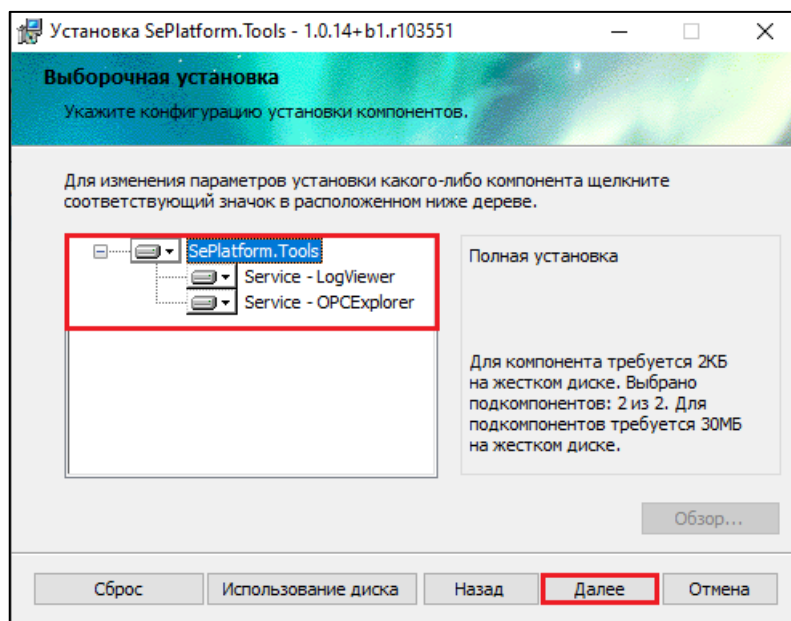 Установка SePlatform.Tools - 1.0.14+b1.r103551
Выборочная установка
Укажите конфигурацию установки компонентов.
Для изменения параметров установки какого-либо компонента щелкните
соответствующий значок в расположенном ниже дереве.
SePlatform.Tools
Service - LogViewer
Service - OPCExplorer
Полная установка
Для компонента требуется 2КБ
на жестком диске. Выбрано
подкомпонентов: 2 из 2. Для
подкомпонентов требуется 30МБ
на жестком диске.
Обзор...
Сброс
Использование диска
Назад
Далее
Отмена